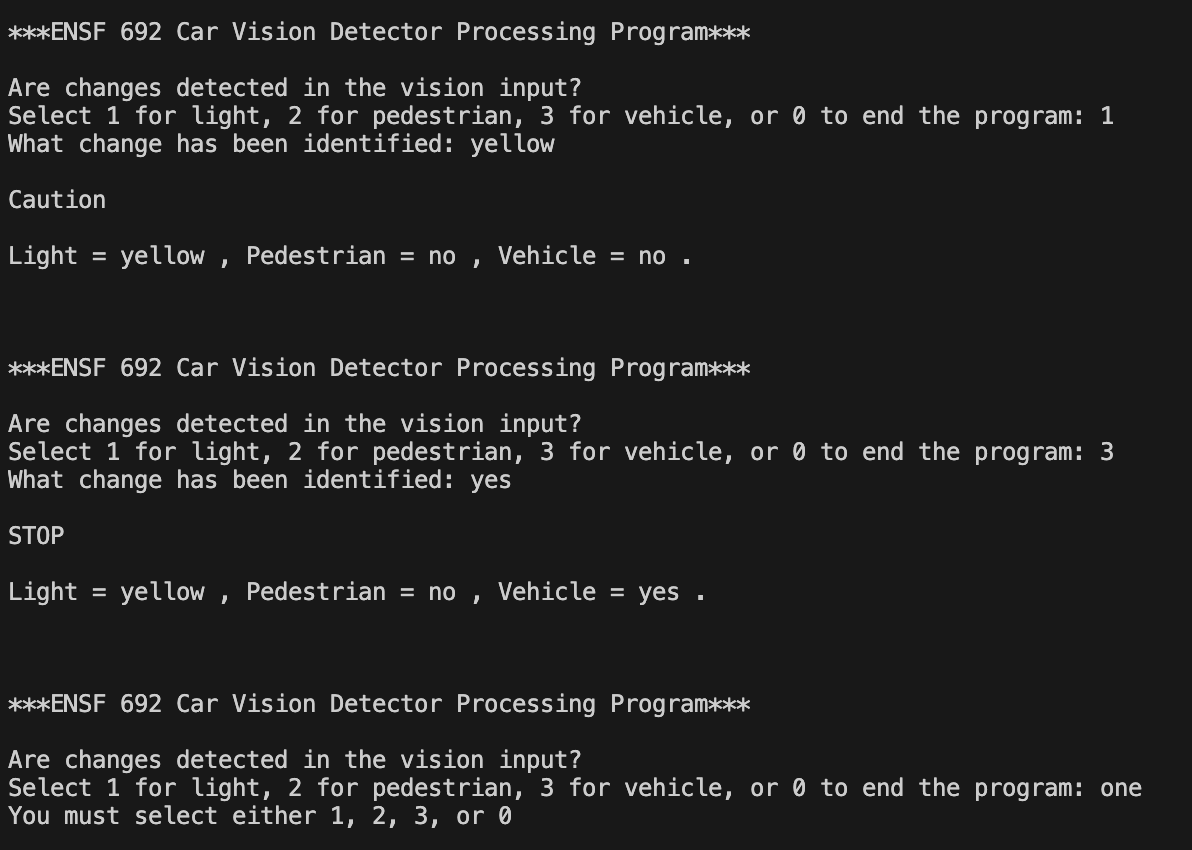 ***ENSF 692 Car Vision Detector Processing Program***
Are changes detected in the vision input?
Select 1 for light, 2 for pedestrian, 3 for vehicle, or 0 to end the program: 1
What change has been identified: yellow
Caution
Light = yellow , Pedestrian = no , Vehicle = no .
***ENSF 692 Car Vision Detector Processing Program***
Are changes detected in the vision input?
Select 1 for light, 2 for pedestrian, 3 for vehicle, or 0 to end the program: 3
What change has been identified: yes
STOP
Light = yellow , Pedestrian = no , Vehicle = yes .
***ENSF 692 Car Vision Detector Processing Program***
Are changes detected in the vision input?
Select 1 for light, 2 for pedestrian, 3 for vehicle, or 0 to end the program: one
You must select either 1, 2, 3, or 0